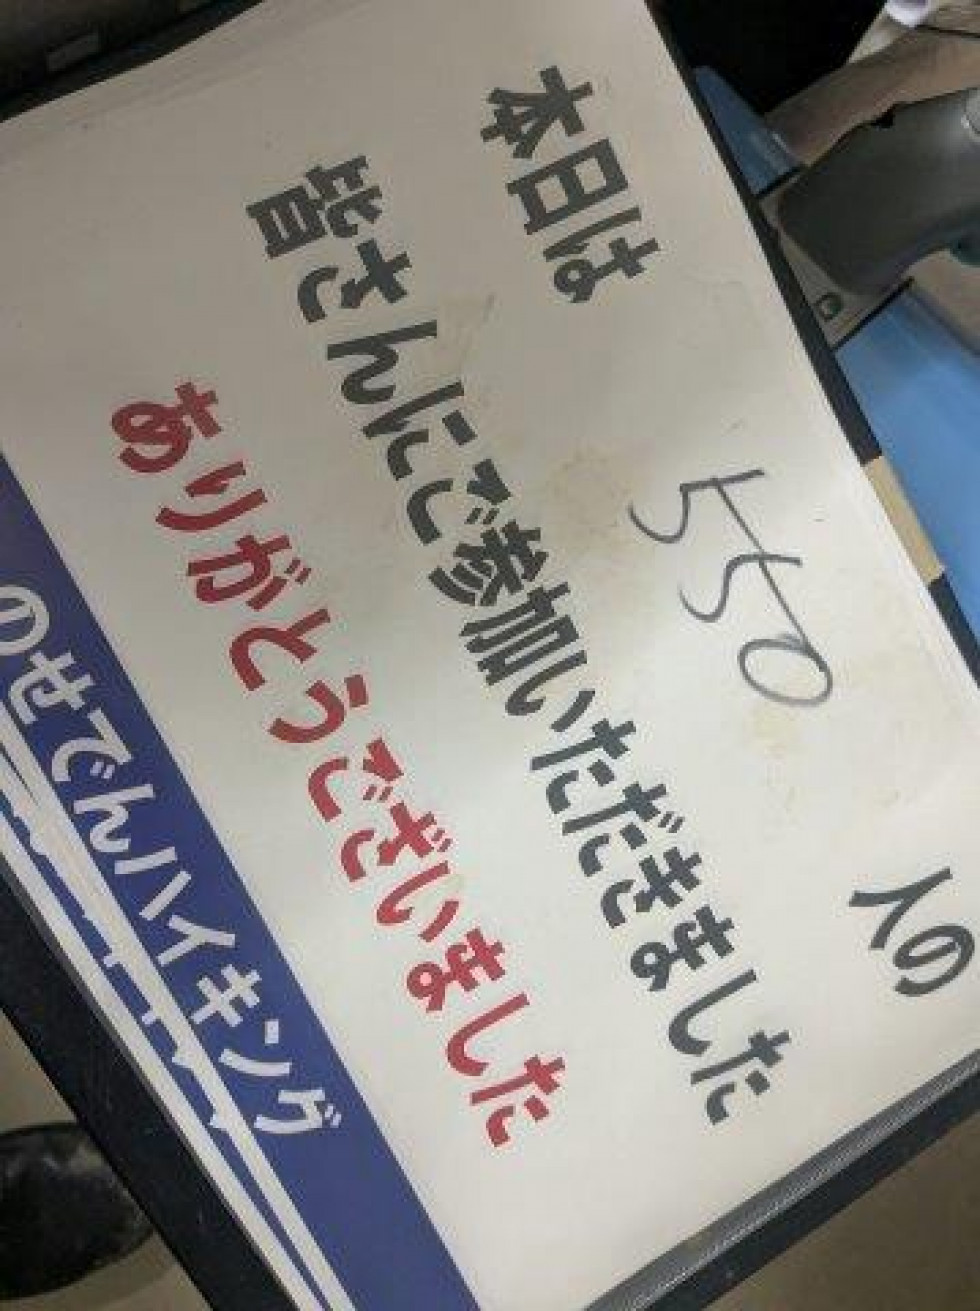 本日は 550 人の
皆さんにご参加いただきました
ありがとうございました
のせでんハイキング